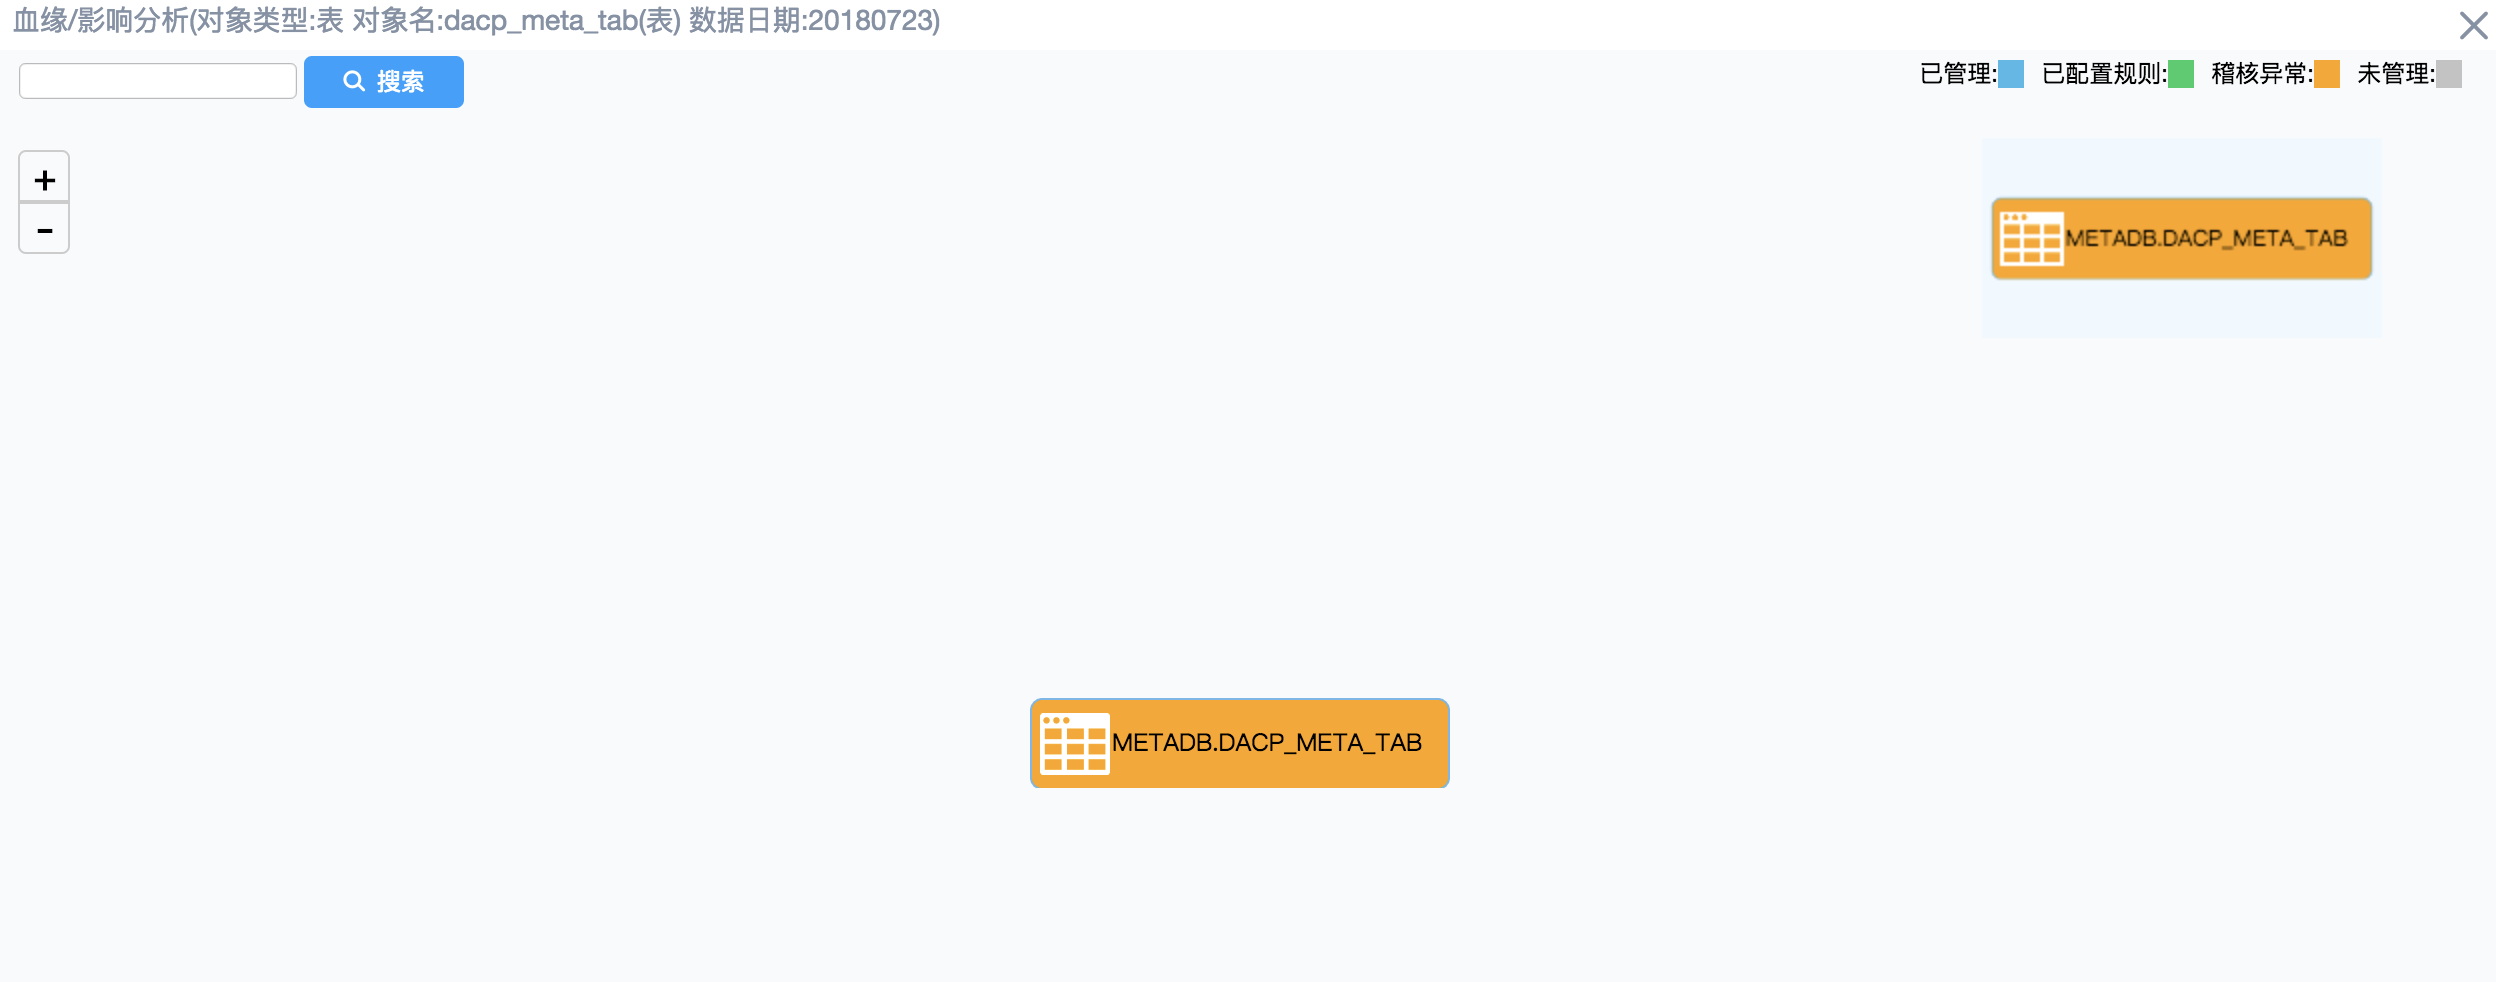 血缘/影响分析(对象类型:表 对象名:dacp_meta_tab(表) 数据日期:20180723)
搜索
已管理: 已配置规则: 稽核异常: 未管理:
+
-
METADB.DACP_META_TAB
METADB.DACP_META_TAB